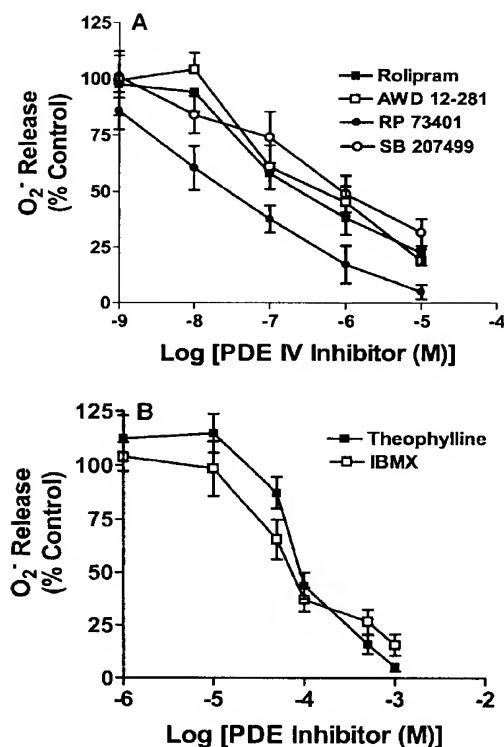 A
Rolipram
AWD 12-281
RP 73401
SB 207499
O2- Release
(% Control)
125
100
75
50
25
0
-9
-8
-7
-6
-5
-4
Log [PDE IV Inhibitor (M)]
B
Theophylline
IBMX
O2- Release
(% Control)
125
100
75
50
25
0
-6
-5
-4
-3
-2
Log [PDE Inhibitor (M)]